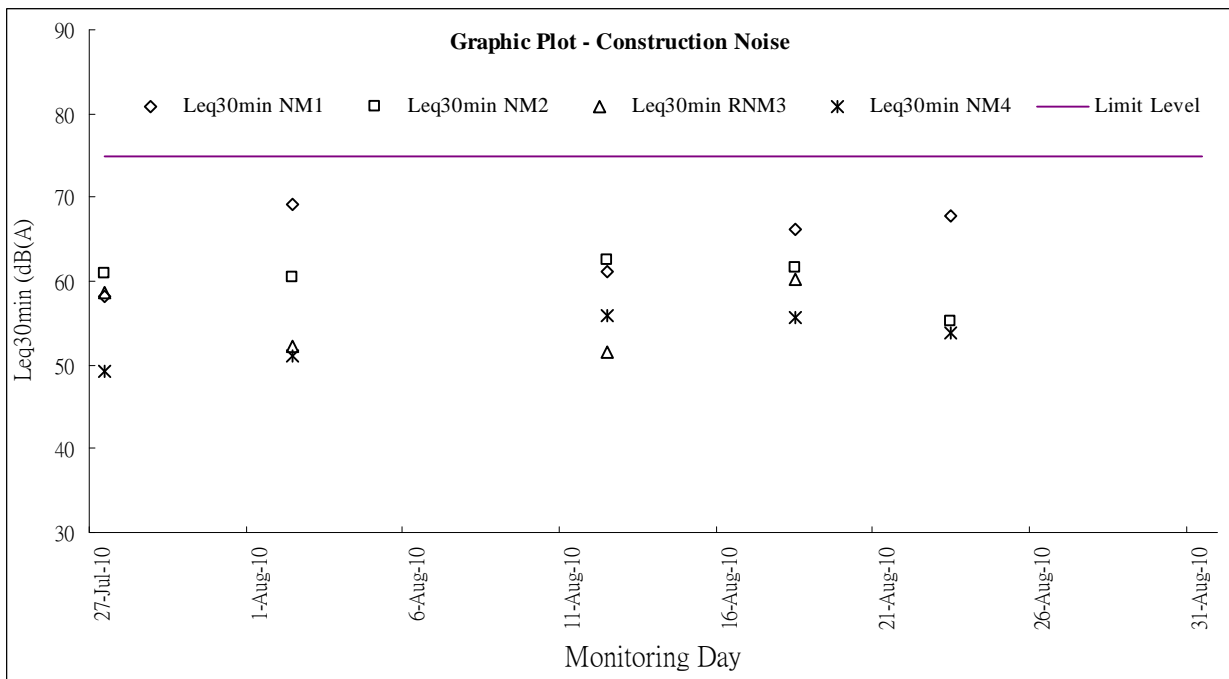 Graphic Plot - Construction Noise
Leq30min NM1 Leq30min NM2 Leq30min RNM3 Leq30min NM4 Limit Level
Leq30min (dB(A)
90
80
70
60
50
40
30
27-Jul-10
1-Aug-10
6-Aug-10
11-Aug-10
16-Aug-10
21-Aug-10
26-Aug-10
31-Aug-10
Monitoring Day